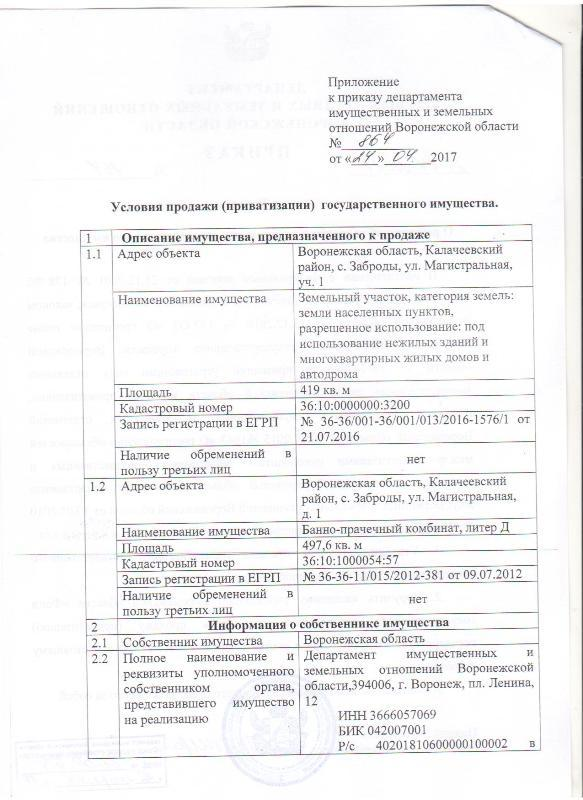 Приложение
к приказу департамента
имущественных и земельных
отношений Воронежской области
№ 864
от «24» 04. 2017
Условия продажи (приватизации) государственного имущества.
1 Описание имущества, предназначенного к продаже
1.1 Адрес объекта Воронежская область, Калачеевский
район, с. Заброды, ул. Магистральная,
уч. 1
Наименование имущества Земельный участок, категория земель:
земли населенных пунктов,
разрешенное использование: под
использование нежилых зданий и
многоквартирных жилых домов и
автодрома
Площадь 419 кв. м
Кадастровый номер 36:10:0000000:3200
Запись регистрации в ЕГРП № 36-36/001-36/001/013/2016-1576/1 от
21.07.2016
Наличие обременений в
пользу третьих лиц нет
1.2 Адрес объекта Воронежская область, Калачеевский
район, с. Заброды, ул. Магистральная,
д. 1
Наименование имущества Банно-прачечный комбинат, литер Д
Площадь 497,6 кв. м
Кадастровый номер 36:10:1000054:57
Запись регистрации в ЕГРП № 36-36-11/015/2012-381 от 09.07.2012
Наличие обременений в
пользу третьих лиц нет
2 Информация о собственнике имущества
2.1 Собственник имущества Воронежская область
2.2 Полное наименование и Департамент имущественных и
реквизиты уполномоченного земельных отношений Воронежской
собственником органа, области,394006, г. Воронеж, пл. Ленина,
представившего имущество 12
на реализацию
ИНН 3666057069
БИК 042007001
Р/с 40201810600000100002 в